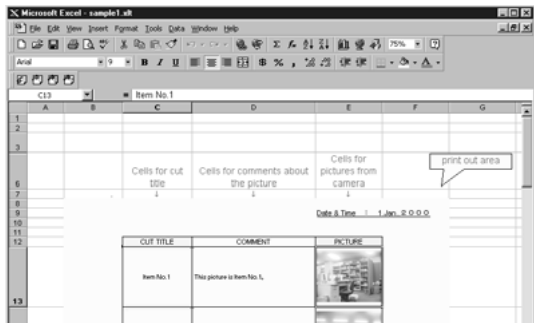 Microsoft Excel - sample1.xlt
File Edit View Insert Format Tools Data Window Help
75%
Arial 9 B I U $ % ,
C13 = Item No.1
A B C D E F G
1
2
3
Cells for cut title
Cells for comments about the picture
Cells for pictures from camera
print out area
6
7
8
9 Date & Time : 1 Jan. 2000
10
11
12 CUT TITLE COMMENT PICTURE
13 Item No.1 This picture is Item No.1.